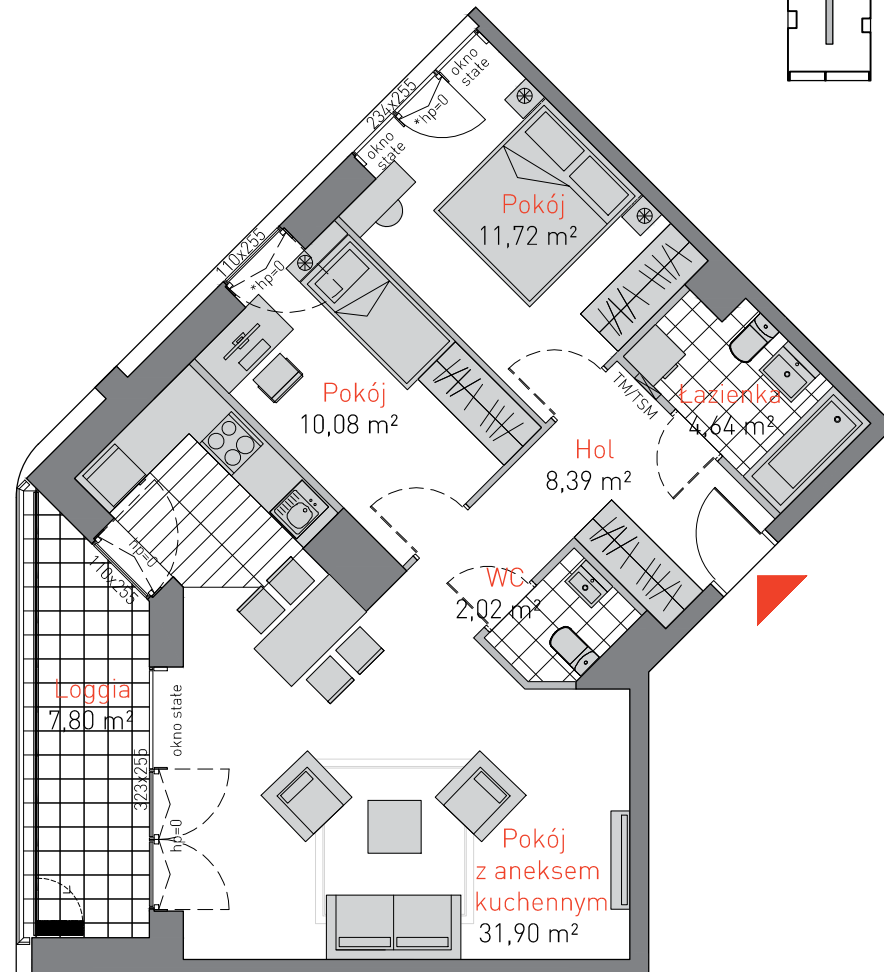 okno
stałe
234x255
*hp=0
okno
stałe
Pokój
11,72 m²
110x255
*hp=0
Pokój
10,08 m²
TM/TSM
Łazienka
4,64 m²
Hol
8,39 m²
hp=0
110x255
WC
2,02 m²
Loggia
7,80 m²
okno stałe
323x255
hp=0
Pokój
z aneksem
kuchennym
31,90 m²